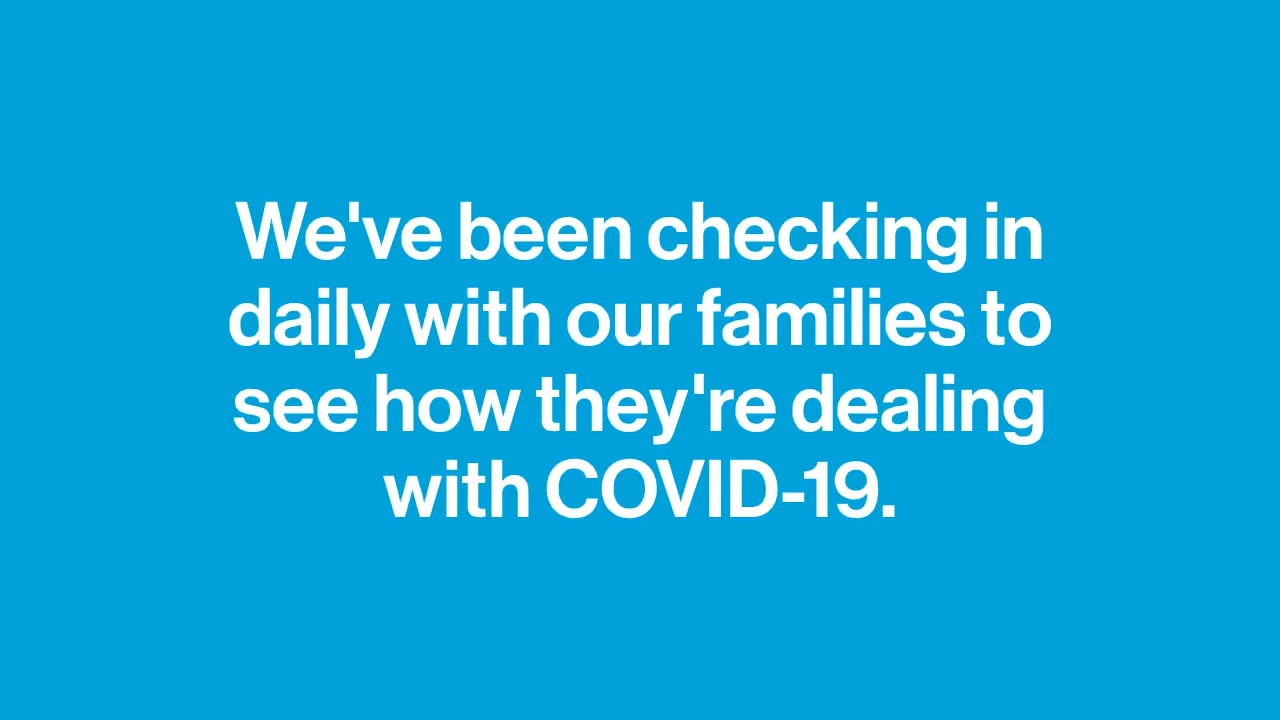 We've been checking in
daily with our families to
see how they're dealing
with COVID-19.